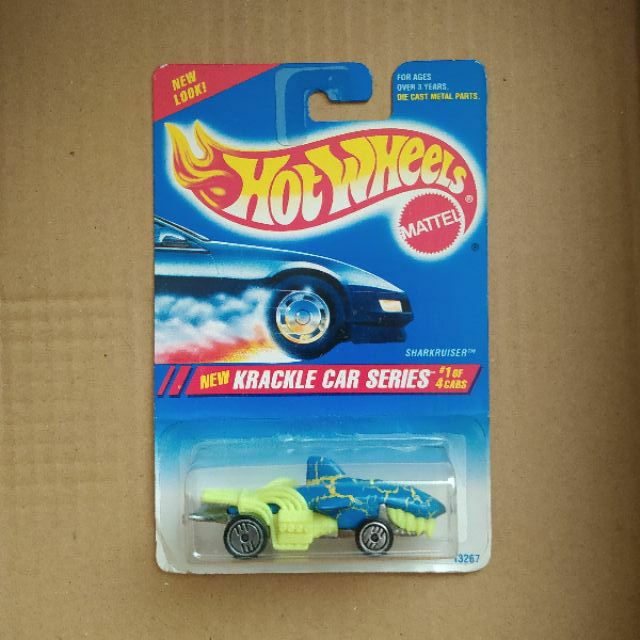 NEW
LOOK!
FOR AGES
OVER 3 YEARS.
DIE CAST METAL PARTS.
HOT WHEELS®
MATTEL
®
SHARKRUISER™
NEW KRACKLE CAR SERIES™ #1 OF
4 CARS
13267